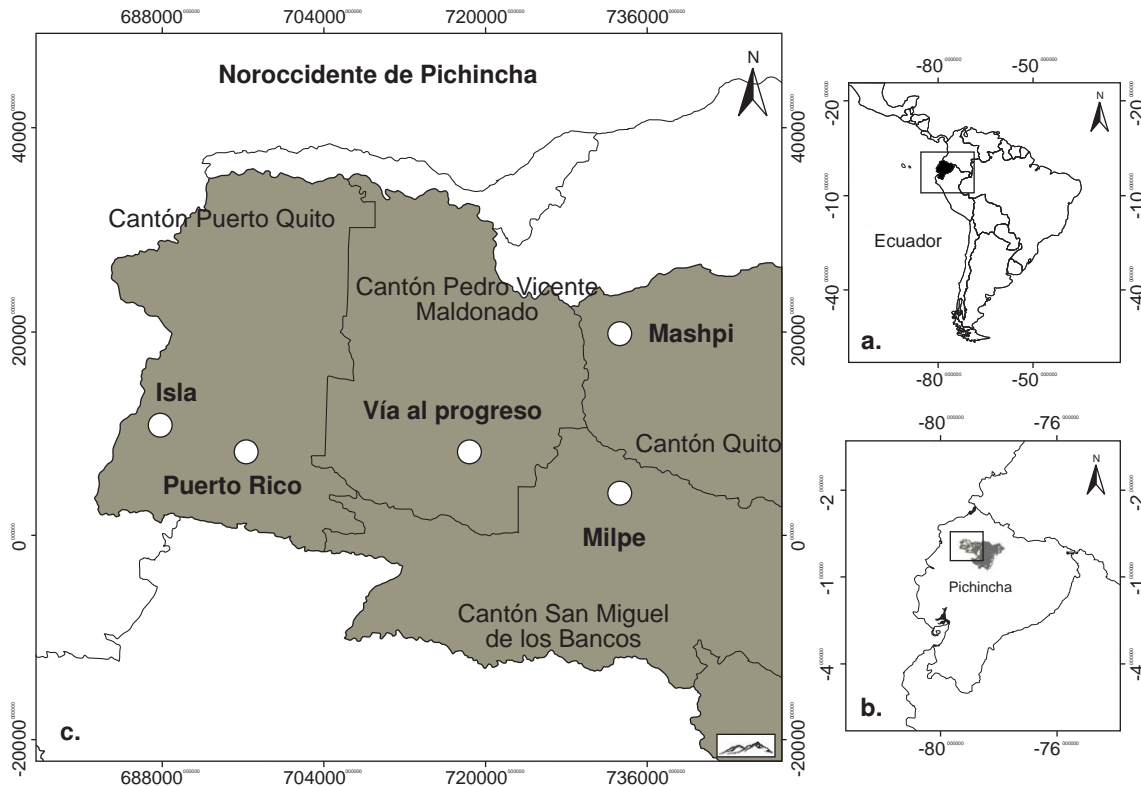 688000
704000
720000
736000
Noroccidente de Pichincha
N
40000
20000
0
-20000
40000
20000
0
-20000
Cantón Puerto Quito
Cantón Pedro Vicente
Maldonado
Mashpi
Isla
Vía al progreso
Cantón Quito
Puerto Rico
Milpe
Cantón San Miguel
de los Bancos
c.
688000
704000
720000
736000
-80
-50
N
-20
-10
-40
-20
-10
-40
Ecuador
a.
-80
-50
-80
-76
N
-2
-1
-4
-2
-1
-4
Pichincha
b.
-80
-76